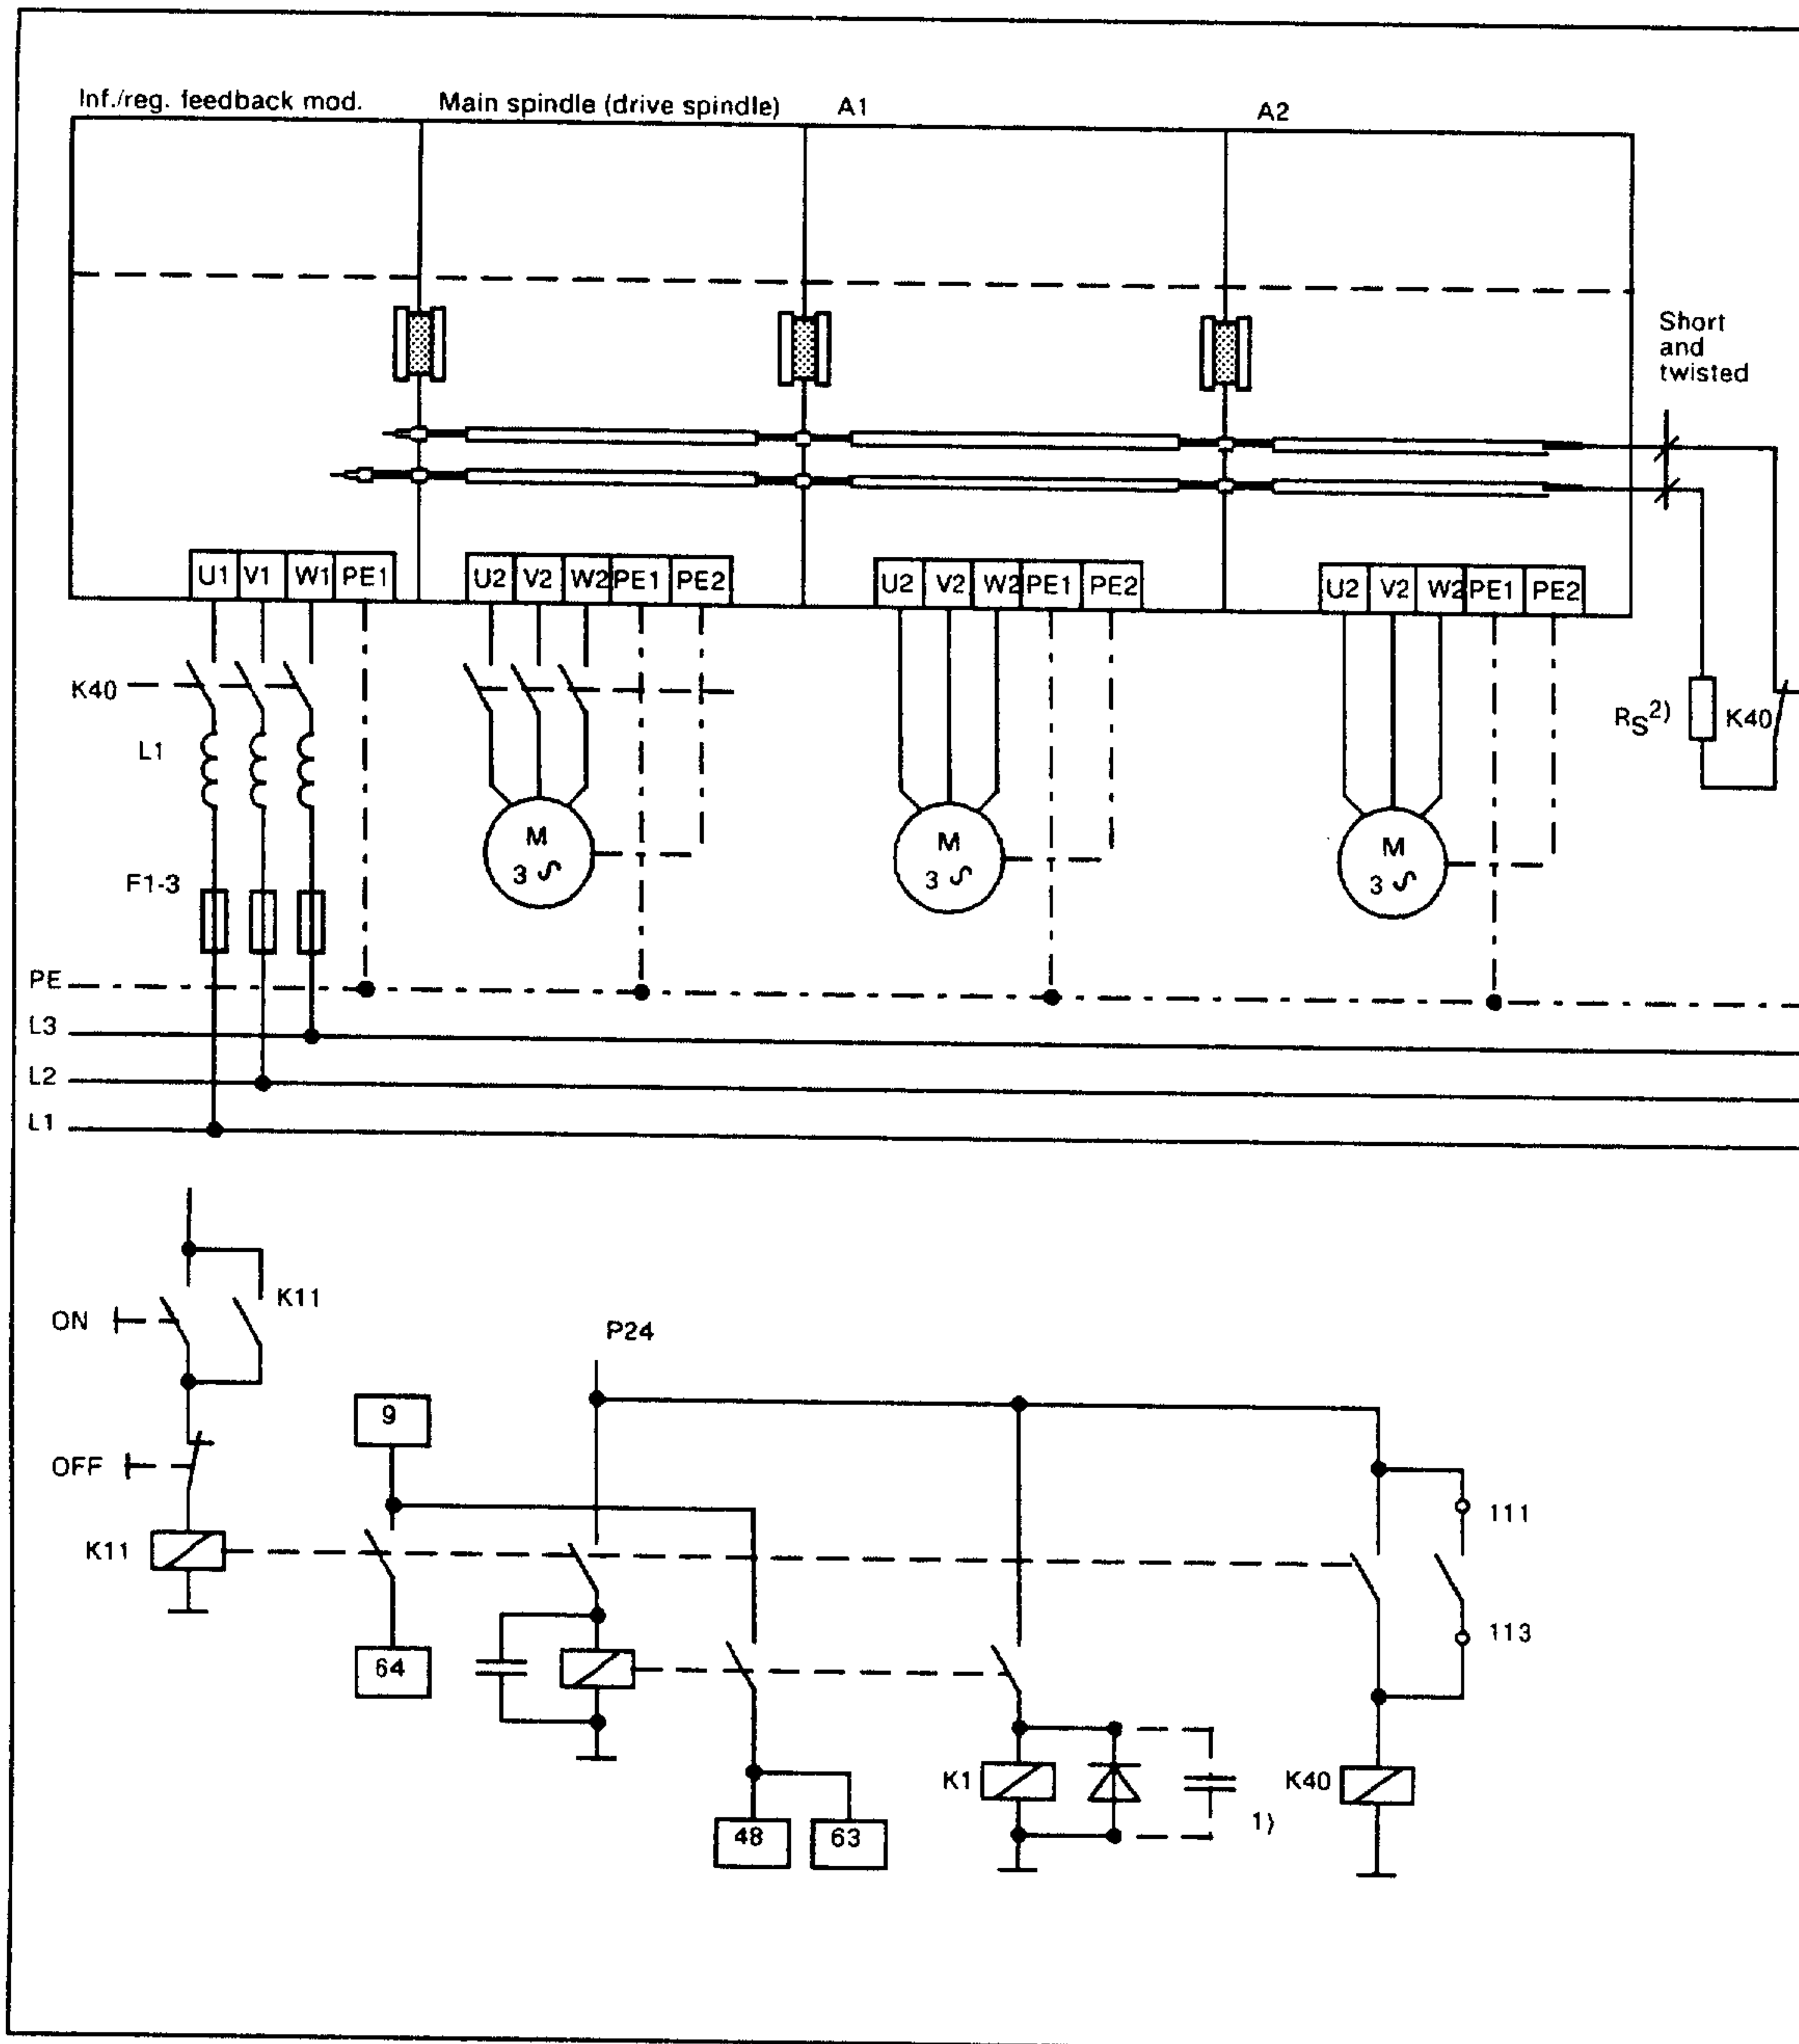 Inf./reg. feedback mod. Main spindle (drive spindle) A1 A2
Short
and
twisted
U1 V1 W1 PE1 U2 V2 W2 PE1 PE2 U2 V2 W2 PE1 PE2 U2 V2 W2 PE1 PE2
K40
RS2) K40
L1
M
3
M
3
M
3
F1-3
PE
L3
L2
L1
K11
ON
P24
9
OFF
111
K11
113
64
K1
K40
1)
48 63